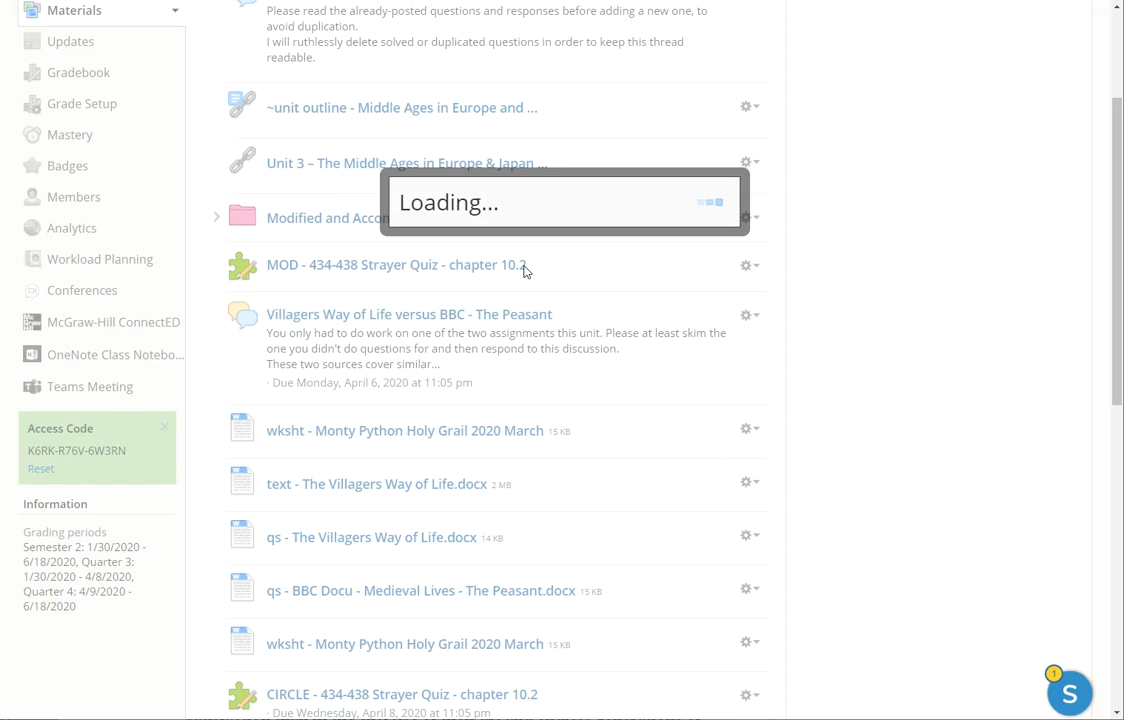 Materials
Updates
Gradebook
Grade Setup
Mastery
Badges
Members
Analytics
Workload Planning
Conferences
McGraw-Hill ConnectED
OneNote Class Notebo...
Teams Meeting
Access Code
K6RK-R76V-6W3RN
Reset
Information
Grading periods
Semester 2: 1/30/2020 -
6/18/2020, Quarter 3:
1/30/2020 - 4/8/2020,
Quarter 4: 4/9/2020 -
6/18/2020
Please read the already-posted questions and responses before adding a new one, to
avoid duplication.
I will ruthlessly delete solved or duplicated questions in order to keep this thread
readable.
~unit outline - Middle Ages in Europe and ...
Unit 3 – The Middle Ages in Europe & Japan ...
Loading...
Modified and
MOD - 434-438 Strayer Quiz - chapter 10.2
Villagers Way of Life versus BBC - The Peasant
You only had to do work on one of the two assignments this unit. Please at least skim the
one you didn't do questions for and then respond to this discussion.
These two sources cover similar...
· Due Monday, April 6, 2020 at 11:05 pm
wksht - Monty Python Holy Grail 2020 March 15 KB
text - The Villagers Way of Life.docx 2 MB
qs - The Villagers Way of Life.docx 14 KB
qs - BBC Docu - Medieval Lives - The Peasant.docx 15 KB
wksht - Monty Python Holy Grail 2020 March 15 KB
CIRCLE - 434-438 Strayer Quiz - chapter 10.2
· Due Wednesday, April 8, 2020 at 11:05 pm
1
S